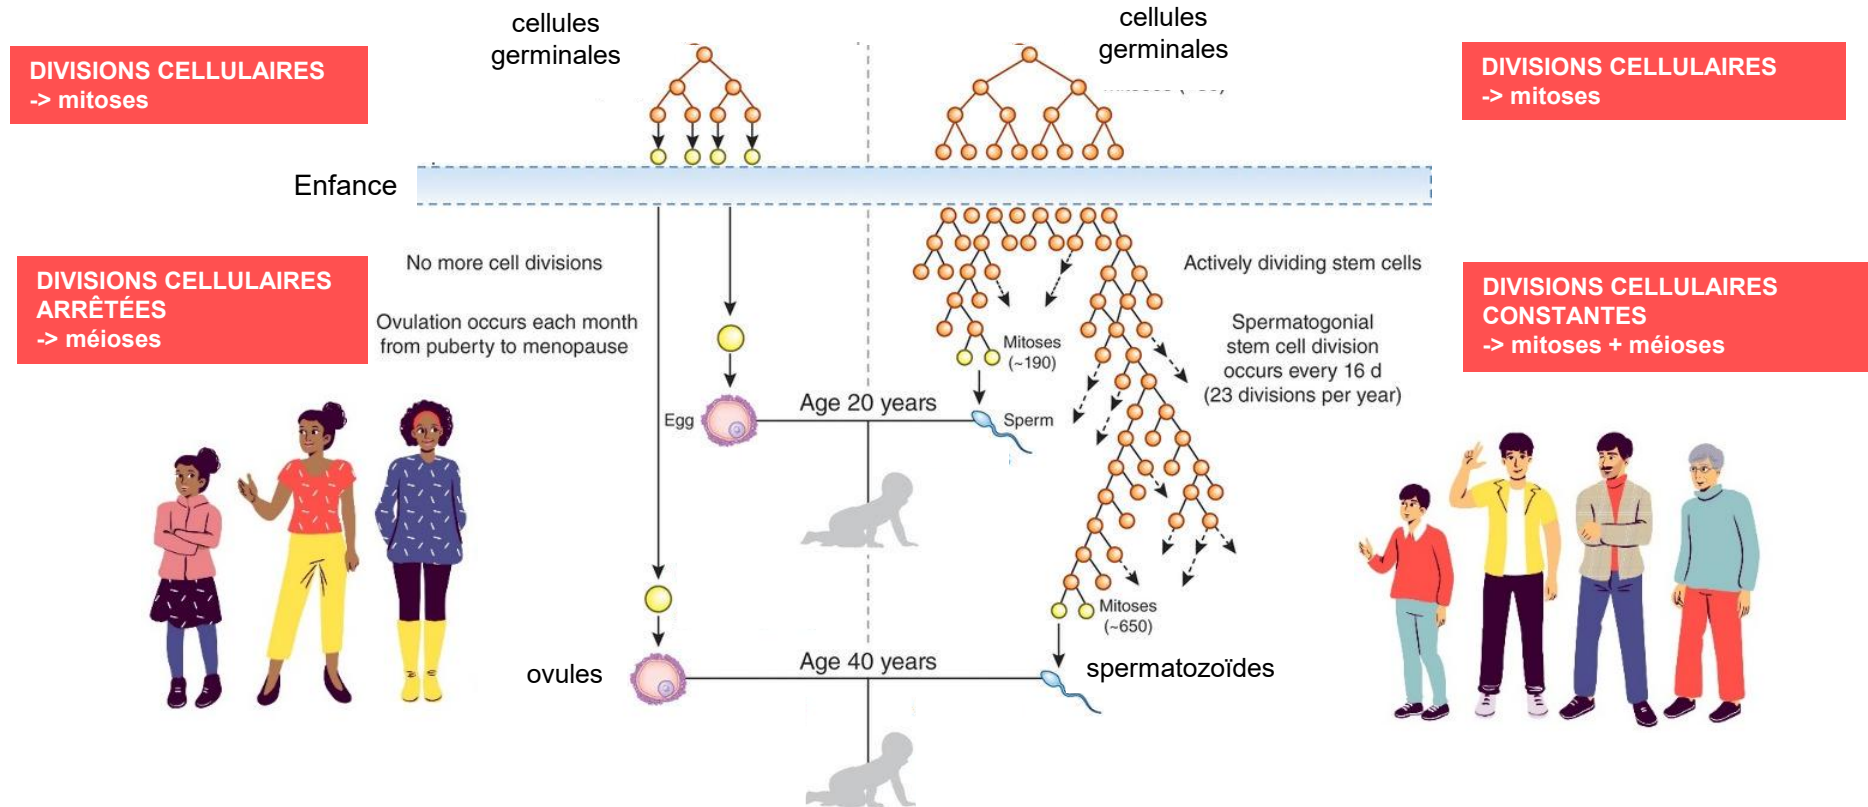 cellules
germinales
cellules
germinales
DIVISIONS CELLULAIRES
-> mitoses
DIVISIONS CELLULAIRES
-> mitoses
Enfance
No more cell divisions
Ovulation occurs each month
from puberty to menopause
DIVISIONS CELLULAIRES
ARRÊTÉES
-> méioses
Actively dividing stem cells
Spermatogonial
stem cell division
occurs every 16 d
(23 divisions per year)
DIVISIONS CELLULAIRES
CONSTANTES
-> mitoses + méioses
Mitoses
(~190)
Egg
Age 20 years
Sperm
Mitoses
(~650)
ovules
Age 40 years
spermatozoïdes